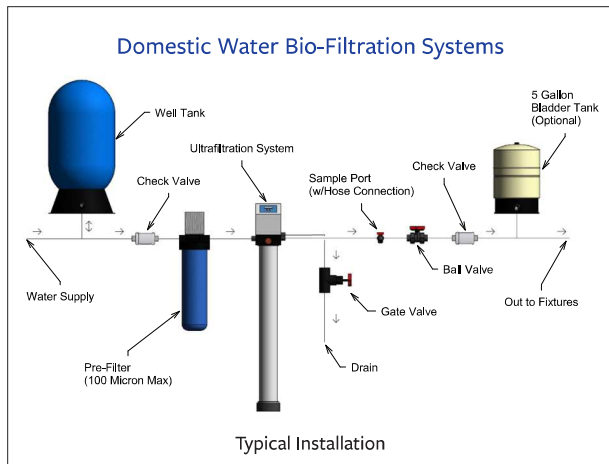 Domestic Water Bio-Filtration Systems
Well Tank
5 Gallon
Bladder Tank
(Optional)
Ultrafiltration System
Check Valve
Sample Port
(w/Hose Connection)
Check Valve
Water Supply
Ball Valve
Out to Fixtures
Gate Valve
Pre-Filter
(100 Micron Max)
Drain
Typical Installation